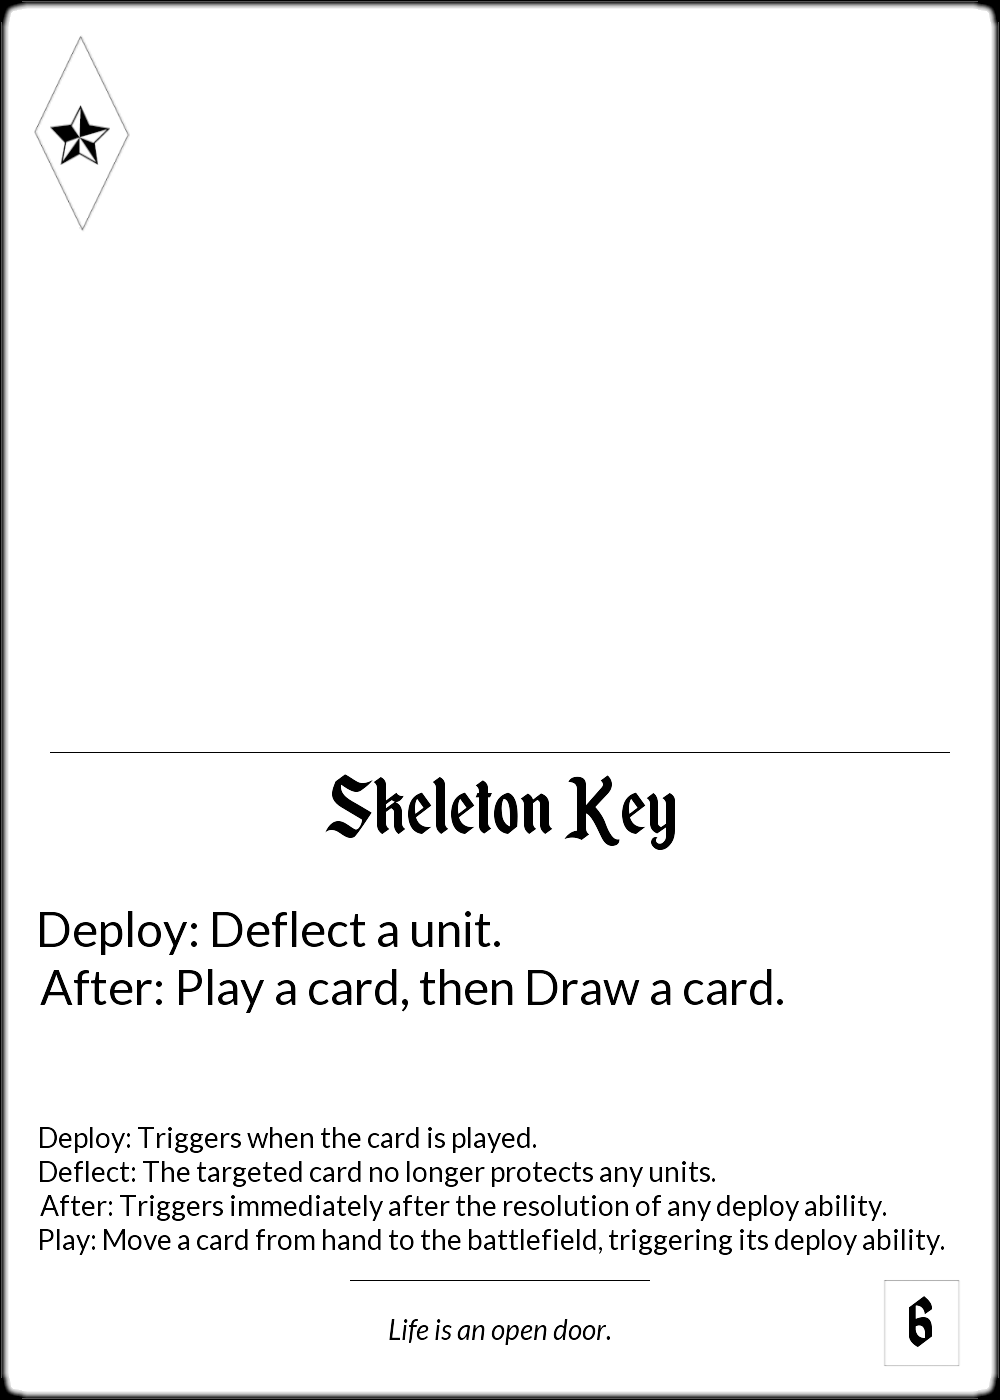 Skeleton Key
Deploy: Deflect a unit.
After: Play a card, then Draw a card.
Deploy: Triggers when the card is played.
Deflect: The targeted card no longer protects any units.
After: Triggers immediately after the resolution of any deploy ability.
Play: Move a card from hand to the battlefield, triggering its deploy ability.
Life is an open door.
6